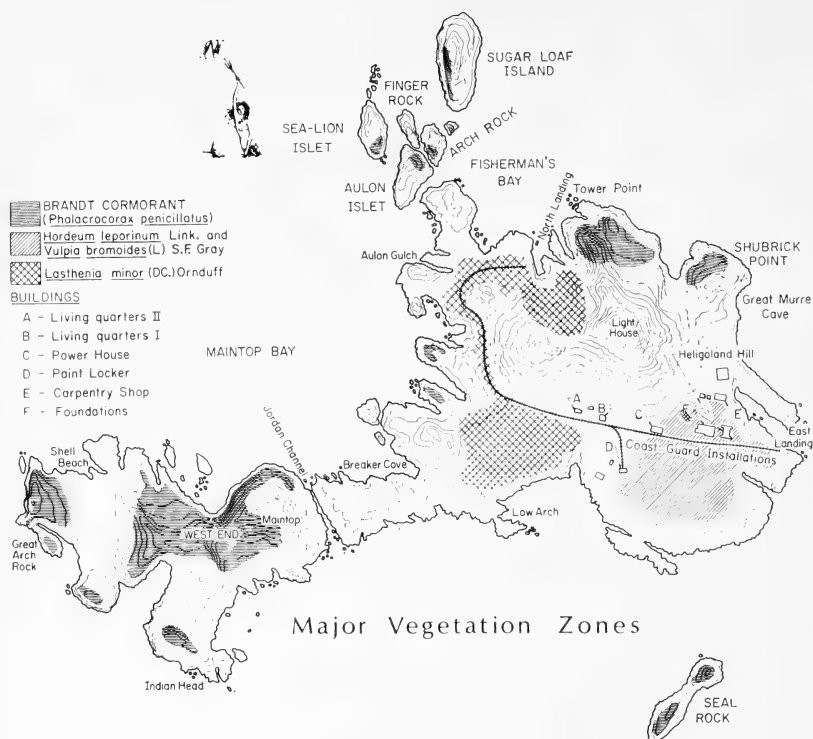 N
SUGAR LOAF
ISLAND
FINGER
ROCK
SEA-LION
ISLET
ARCH ROCK
AULON
ISLET
FISHERMAN'S
BAY
North Landing
Tower Point
BRANDT CORMORANT
(Phalacrocorax penicillatus)
Hordeum leporinum Link. and
Vulpia bromoides (L) S.F. Gray
Lasthenia minor (DC.) Ornduff
Aulon Gulch
SHUBRICK
POINT
Great Murre
Cave
BUILDINGS
A - Living quarters II
B - Living quarters I
C - Power House
D - Paint Locker
E - Carpentry Shop
F - Foundations
MAINTOP BAY
Light
House
Heligoland Hill
A
B
C
E
D
East
Landing
Coast Guard Installations
Shell
Beach
Jordan Channel
Breaker Cove
Maintop
WEST END
Low Arch
Great
Arch
Rock
Major Vegetation Zones
Indian Head
SEAL
ROCK